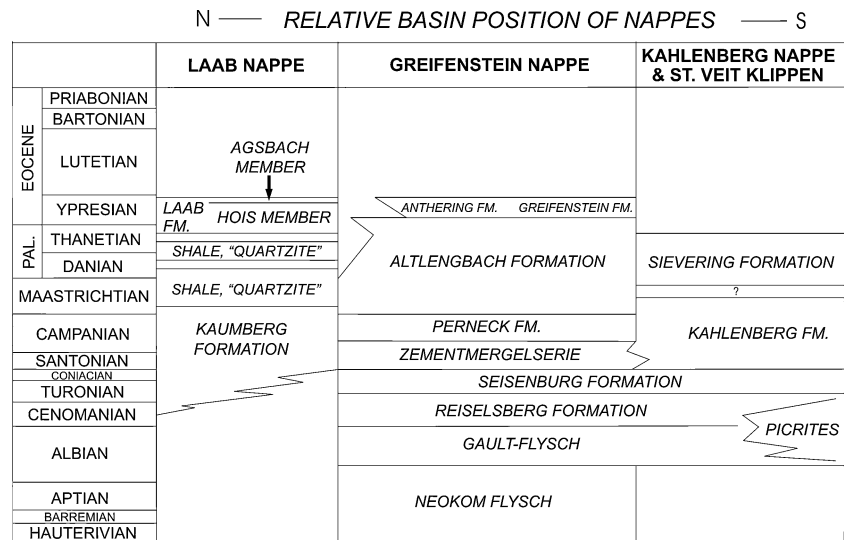 N — RELATIVE BASIN POSITION OF NAPPES — S
LAAB NAPPE
GREIFENSTEIN NAPPE
KAHLENBERG NAPPE
& ST. VEIT KLIPPEN
EOCENE
PRIABONIAN
BARTONIAN
LUTETIAN
YPRESIAN
PAL.
THANETIAN
DANIAN
MAASTRICHTIAN
CAMPANIAN
SANTONIAN
CONIACIAN
TURONIAN
CENOMANIAN
ALBIAN
APTIAN
BARREMIAN
HAUTERIVIAN
AGSBACH
MEMBER
LAAB
FM.
HOIS MEMBER
SHALE, “QUARTZITE”
SHALE, “QUARTZITE”
KAUMBERG
FORMATION
ANTHERING FM.
GREIFENSTEIN FM.
ALTLENGBACH FORMATION
PERNECK FM.
ZEMENTMERGELSERIE
SEISENBURG FORMATION
REISELSBERG FORMATION
GAULT-FLYSCH
NEOKOM FLYSCH
SIEVERING FORMATION
?
KAHLENBERG FM.
PICRITES